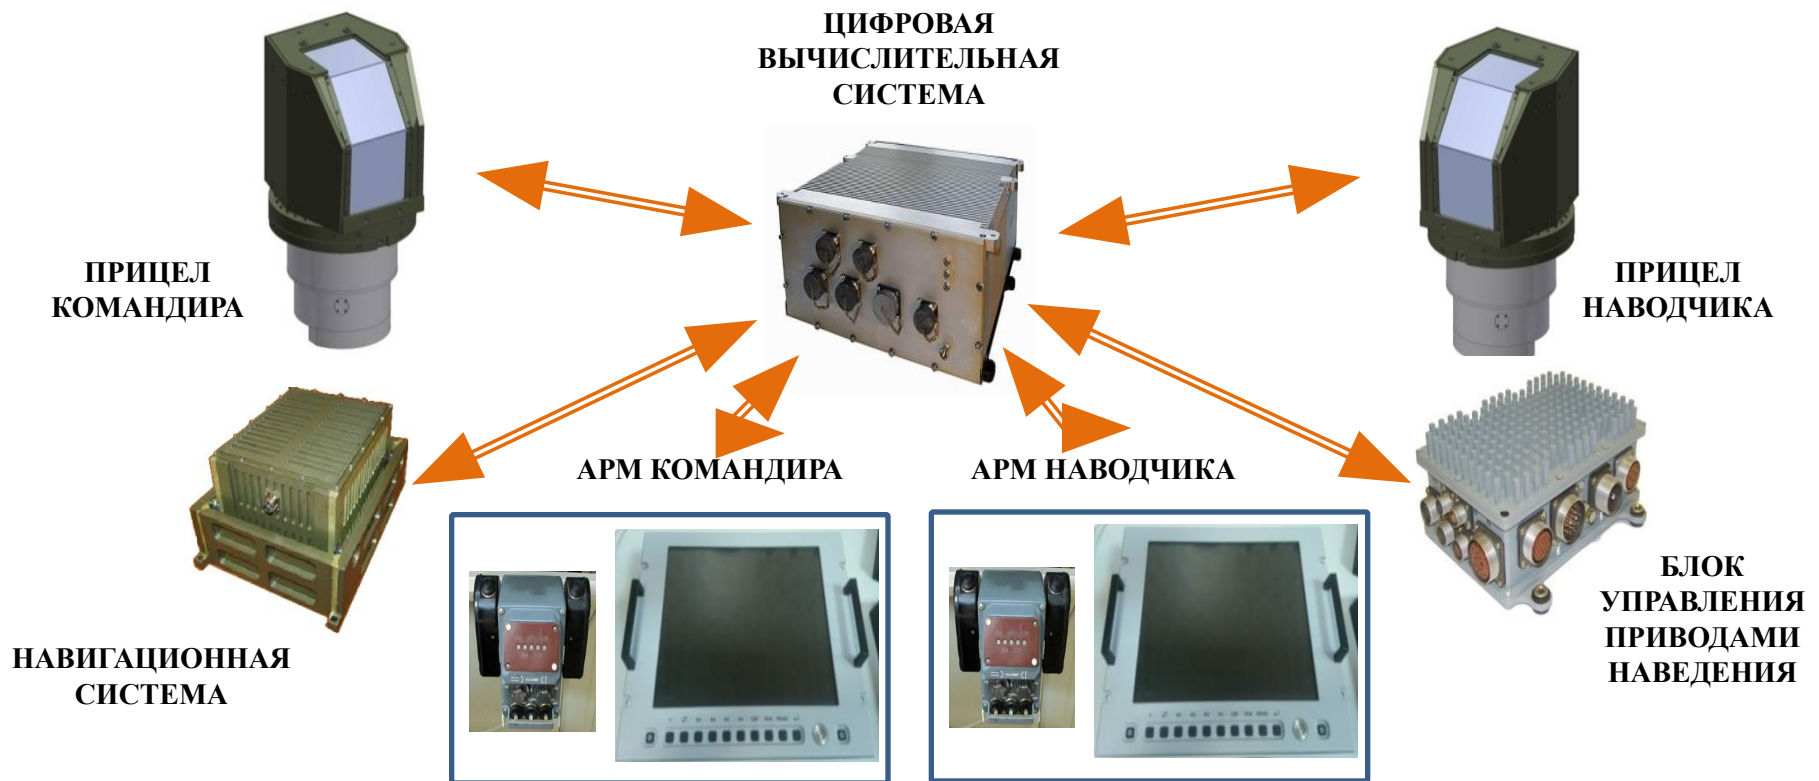 ЦИФРОВАЯ
ВЫЧИСЛИТЕЛЬНАЯ
СИСТЕМА
ПРИЦЕЛ
КОМАНДИРА
ПРИЦЕЛ
НАВОДЧИКА
АРМ КОМАНДИРА
АРМ НАВОДЧИКА
НАВИГАЦИОННАЯ
СИСТЕМА
БЛОК
УПРАВЛЕНИЯ
ПРИВОДАМИ
НАВЕДЕНИЯ